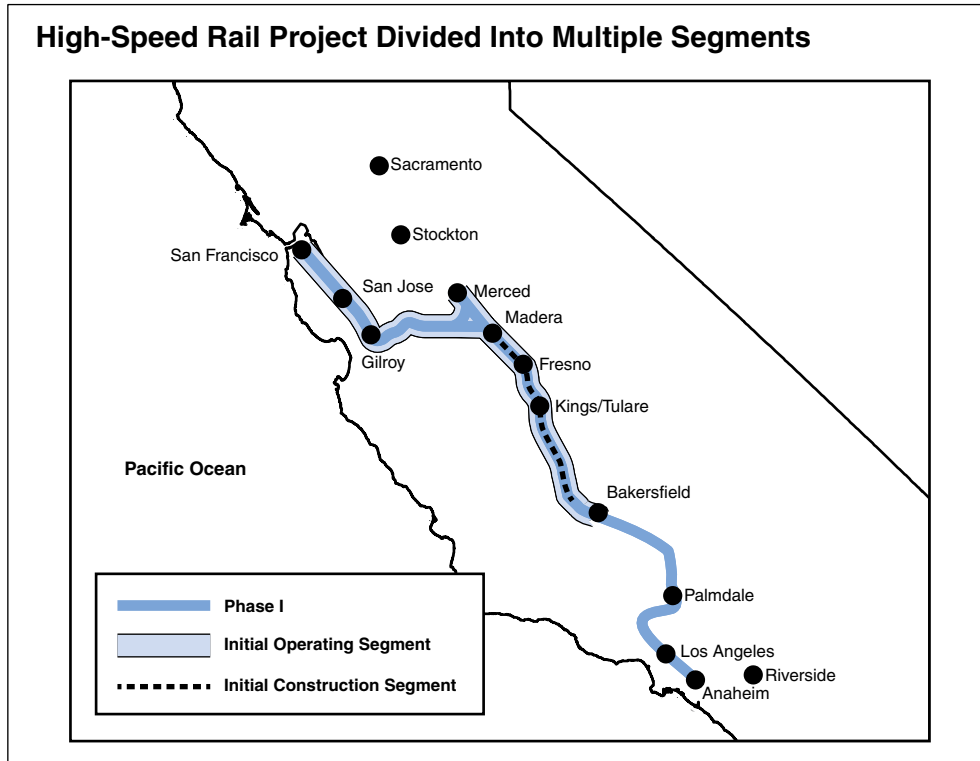 High-Speed Rail Project Divided Into Multiple Segments
Sacramento
Stockton
San Francisco
San Jose
Merced
Madera
Gilroy
Fresno
Kings/Tulare
Pacific Ocean
Bakersfield
Phase I
Palmdale
Initial Operating Segment
Los Angeles
Riverside
Initial Construction Segment
Anaheim